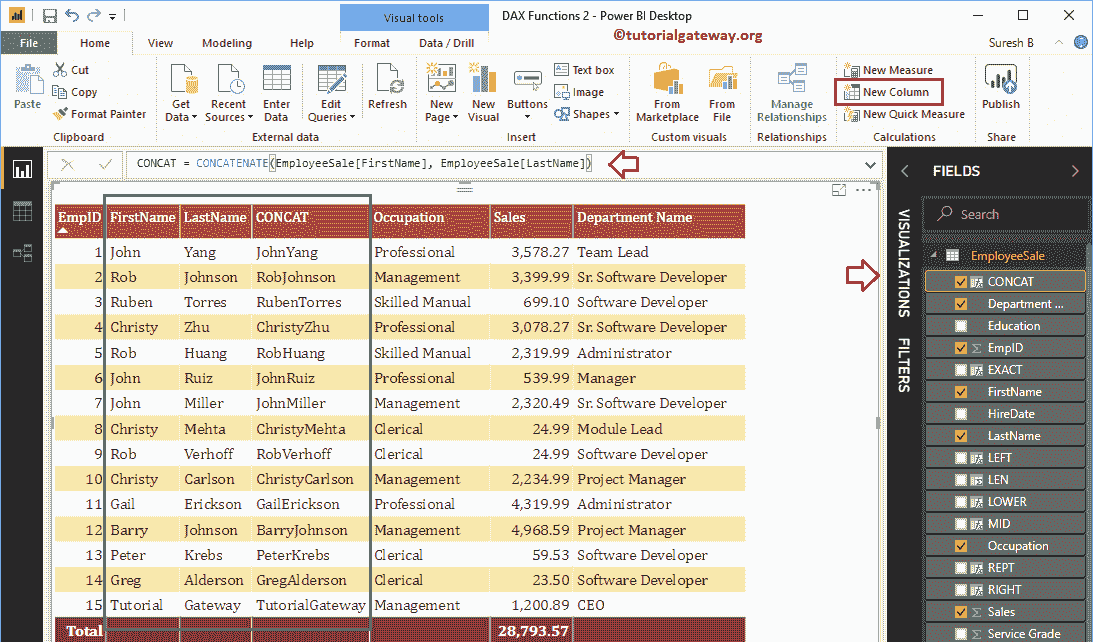 Visual tools
DAX Functions 2 - Power BI Desktop
©tutorialgateway.org
File Home View Modeling Help Format Data / Drill Suresh B
Paste
Cut
Copy
Format Painter
Clipboard
Get Data
Recent Sources
Enter Data
Edit Queries
External data
Refresh
New Page
New Visual
Buttons
Text box
Image
Shapes
Insert
From Marketplace
From File
Custom visuals
Manage Relationships
Relationships
New Measure
New Column
New Quick Measure
Calculations
Publish
Share
CONCAT = CONCATENATE(EmployeeSale[FirstName], EmployeeSale[LastName])
EmpID FirstName LastName CONCAT Occupation Sales Department Name
1 John Yang JohnYang Professional 3,578.27 Team Lead
2 Rob Johnson RobJohnson Management 3,399.99 Sr. Software Developer
3 Ruben Torres RubenTorres Skilled Manual 699.10 Software Developer
4 Christy Zhu ChristyZhu Professional 3,078.27 Sr. Software Developer
5 Rob Huang RobHuang Skilled Manual 2,319.99 Administrator
6 John Ruiz JohnRuiz Professional 539.99 Manager
7 John Miller JohnMiller Management 2,320.49 Sr. Software Developer
8 Christy Mehta ChristyMehta Clerical 24.99 Module Lead
9 Rob Verhoff RobVerhoff Clerical 24.99 Software Developer
10 Christy Carlson ChristyCarlson Management 2,234.99 Project Manager
11 Gail Erickson GailErickson Professional 4,319.99 Administrator
12 Barry Johnson BarryJohnson Management 4,968.59 Project Manager
13 Peter Krebs PeterKrebs Clerical 59.53 Software Developer
14 Greg Alderson GregAlderson Clerical 23.50 Software Developer
15 Tutorial Gateway TutorialGateway Management 1,200.89 CEO
Total 28,793.57
VISUALIZATIONS
FILTERS
FIELDS
Search
EmployeeSale
CONCAT
Department ...
Education
EmpID
EXACT
FirstName
HireDate
LastName
LEFT
LEN
LOWER
MID
Occupation
REPT
RIGHT
Sales
Service Grade